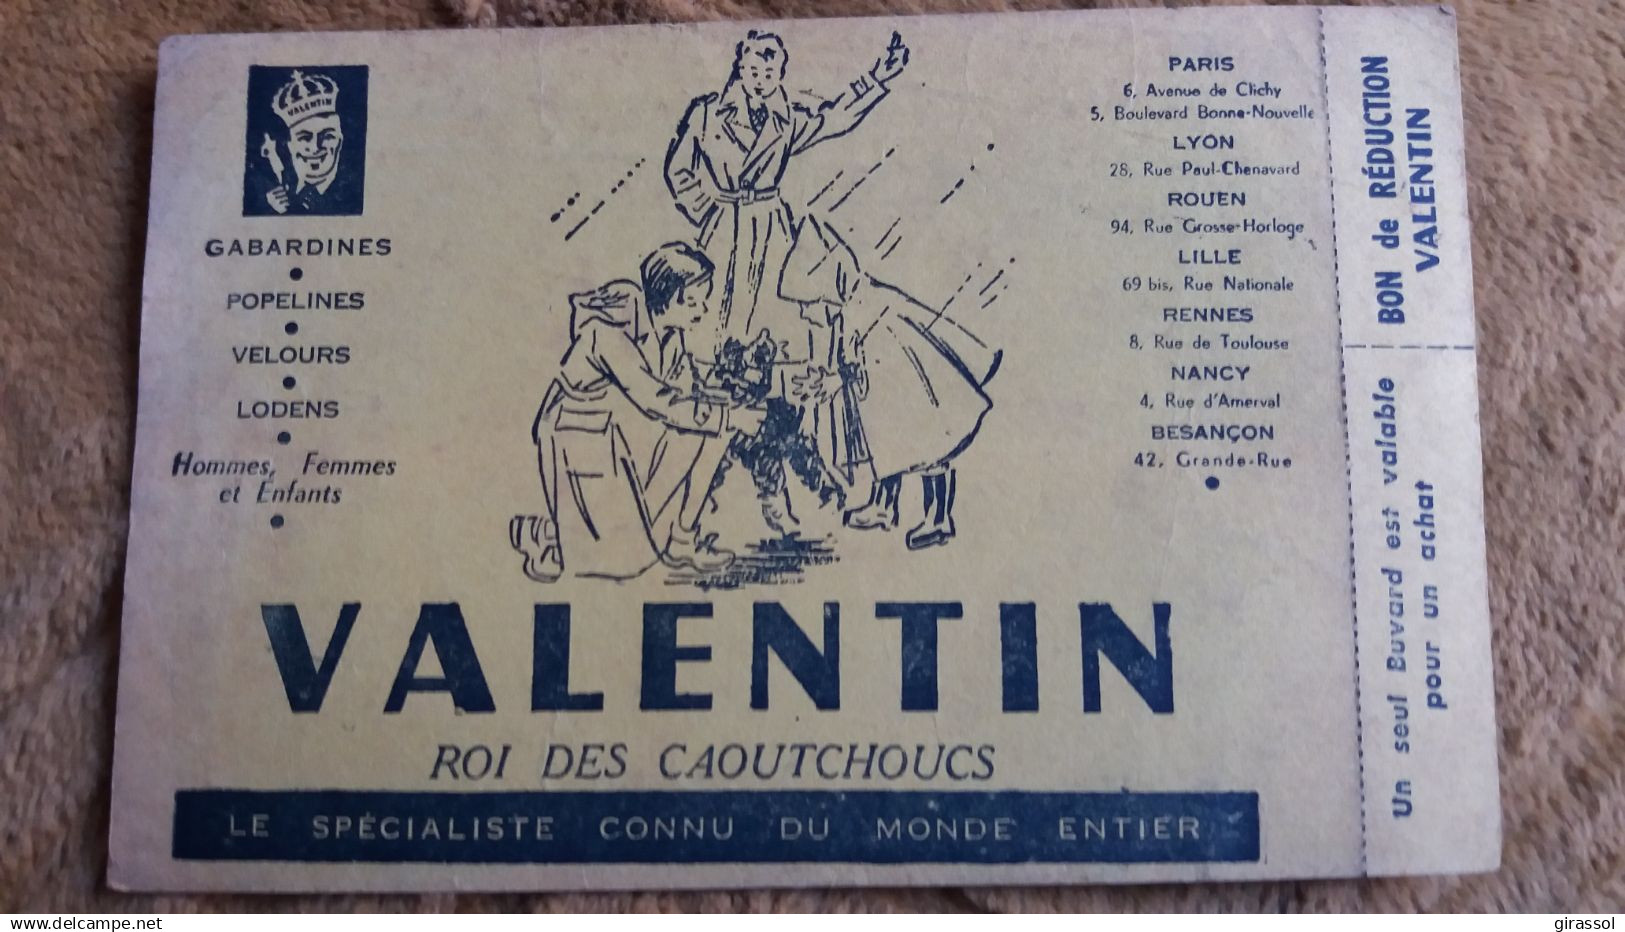 VALENTIN
GABARDINES
•
POPELINES
•
VELOURS
•
LODENS
•
Hommes, Femmes
et Enfants
•
PARIS
6, Avenue de Clichy
5, Boulevard Bonne-Nouvelle
LYON
28, Rue Paul-Chenavard
ROUEN
94, Rue Grosse-Horloge
LILLE
69 bis, Rue Nationale
RENNES
8, Rue de Toulouse
NANCY
4, Rue d'Amerval
BESANÇON
42, Grande-Rue
•
VALENTIN
ROI DES CAOUTCHOUCS
LE SPÉCIALISTE CONNU DU MONDE ENTIER
BON de RÉDUCTION
VALENTIN
Un seul Buvard est valable
pour un achat
www.delcampe.net
girassol